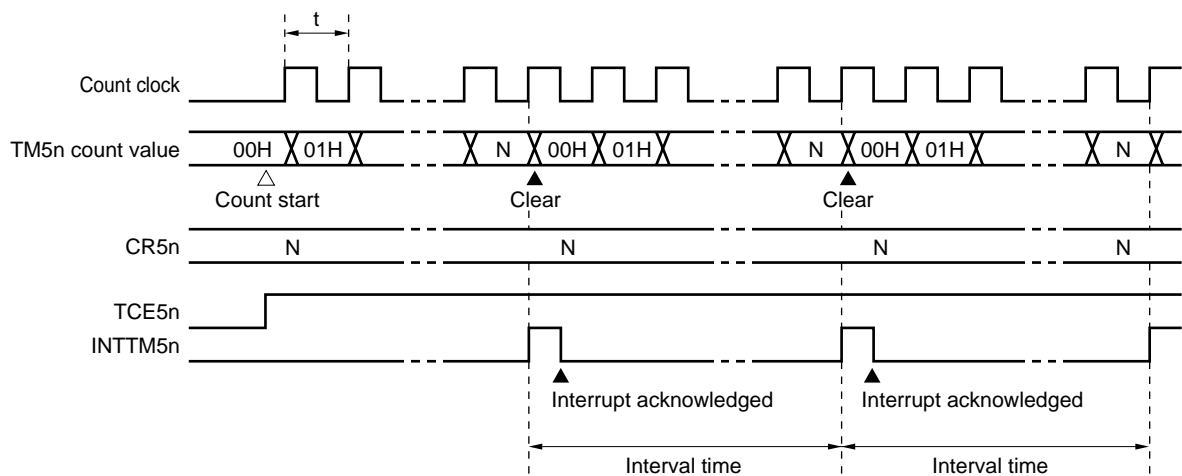 t
Count clock
TM5n count value
00H 01H N 00H 01H N 00H 01H N
Count start Clear Clear
CR5n
N N N N
TCE5n
INTTM5n
Interrupt acknowledged Interrupt acknowledged
Interval time Interval time